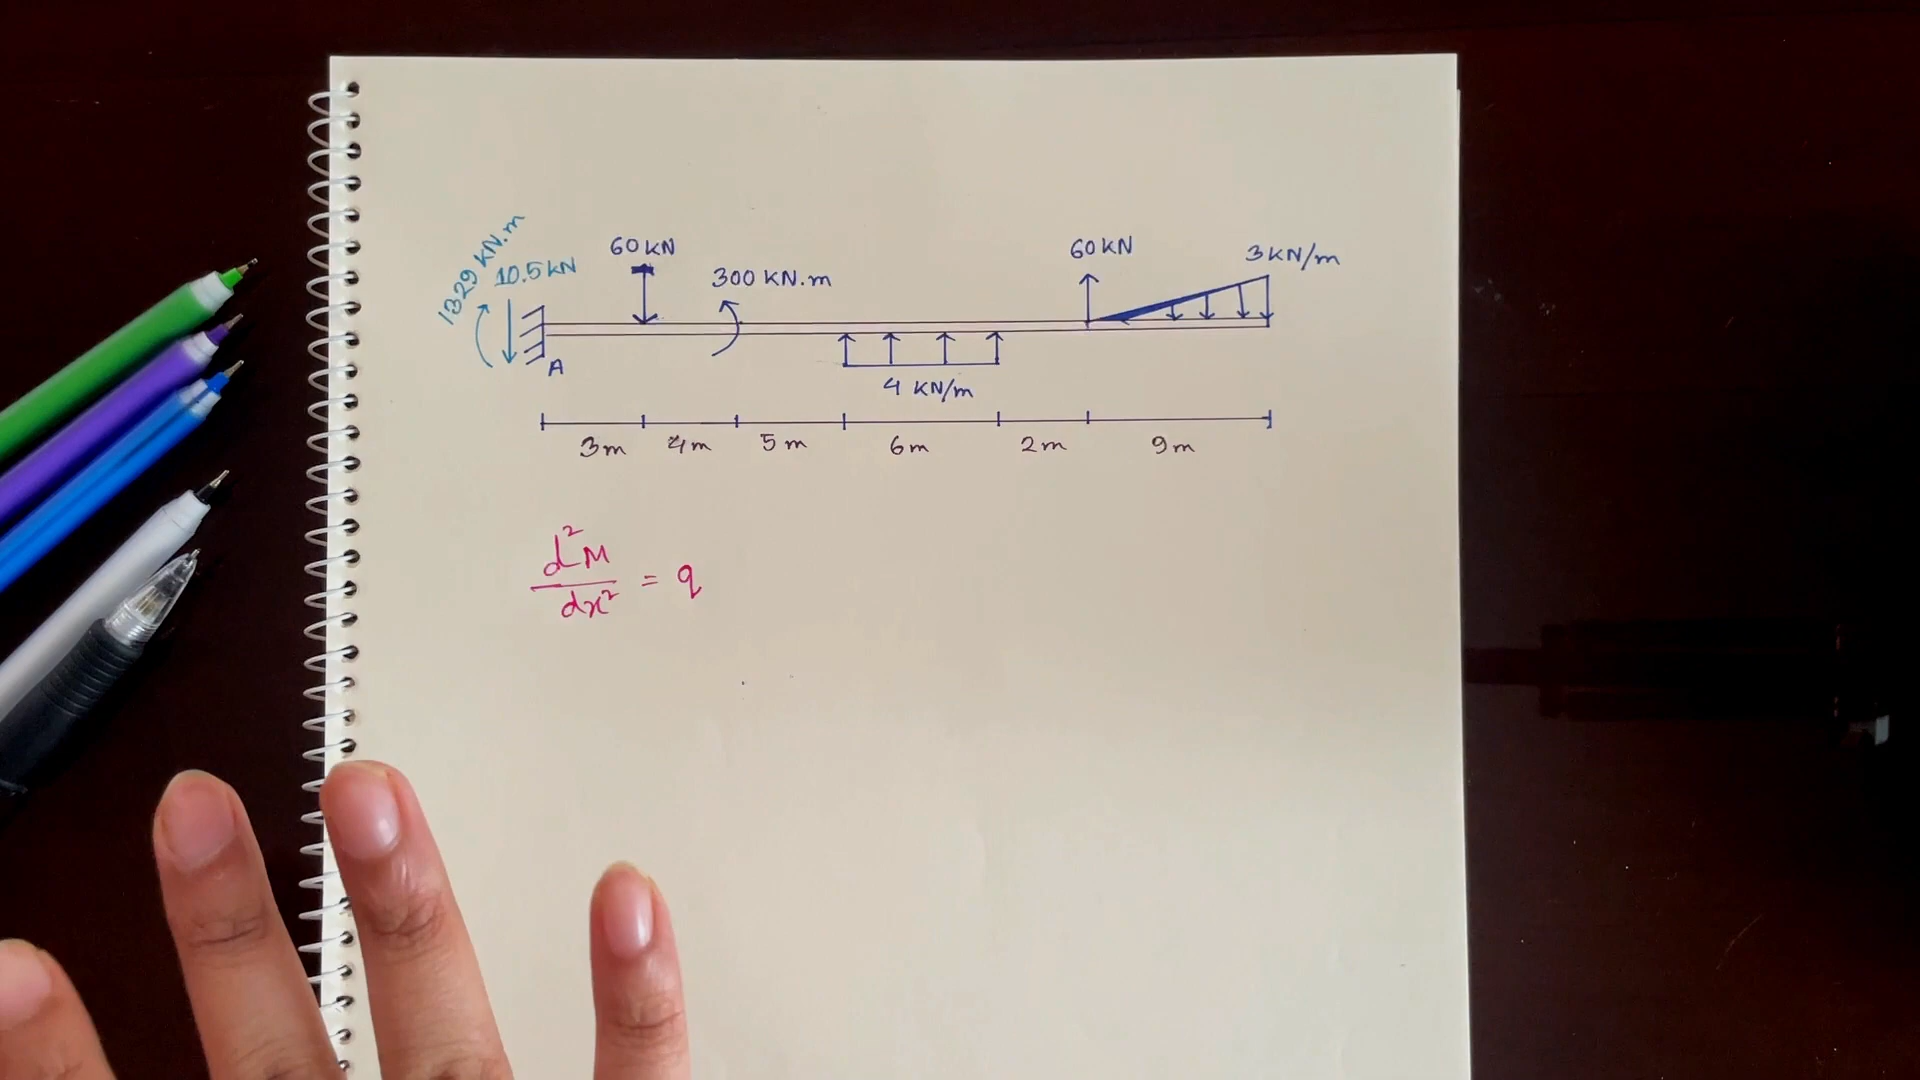 1329 KN.m
10.5 KN
60 KN
300 KN.m
60 KN
3 KN/m
A
4 KN/m
3m 4m 5m 6m 2m 9m
d²M
dx² = q